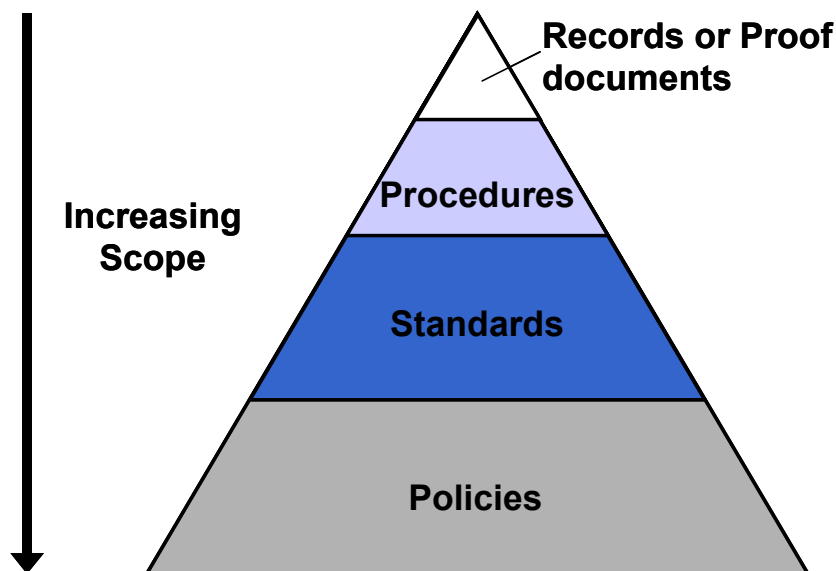 Records or Proof
documents
Procedures
Increasing
Scope
Standards
Policies